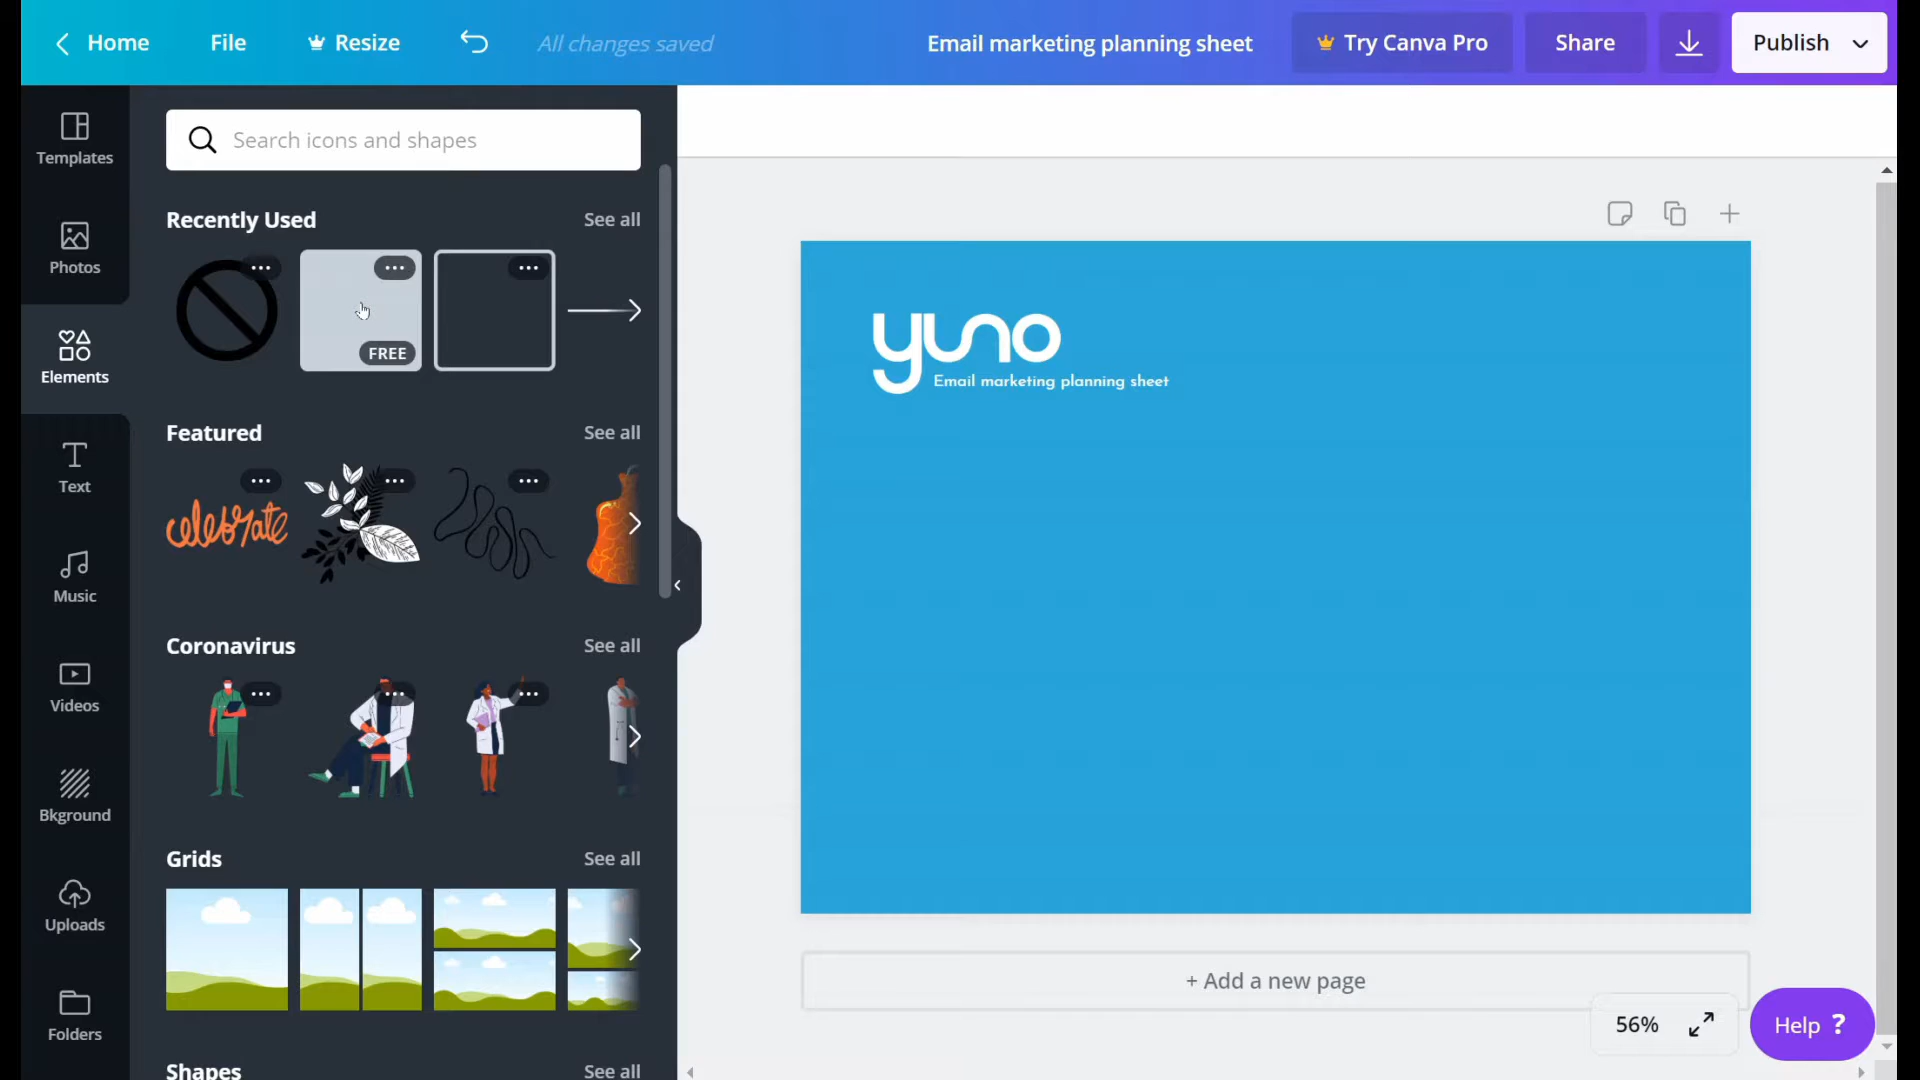 Home
File
Resize
All changes saved
Email marketing planning sheet
Try Canva Pro
Share
Publish
Templates
Photos
Elements
Text
Music
Videos
Bkground
Uploads
Folders
Search icons and shapes
Recently Used
See all
FREE
Featured
See all
celebrate
Coronavirus
See all
Grids
See all
Shapes
See all
yuno
Email marketing planning sheet
+ Add a new page
56%
Help ?